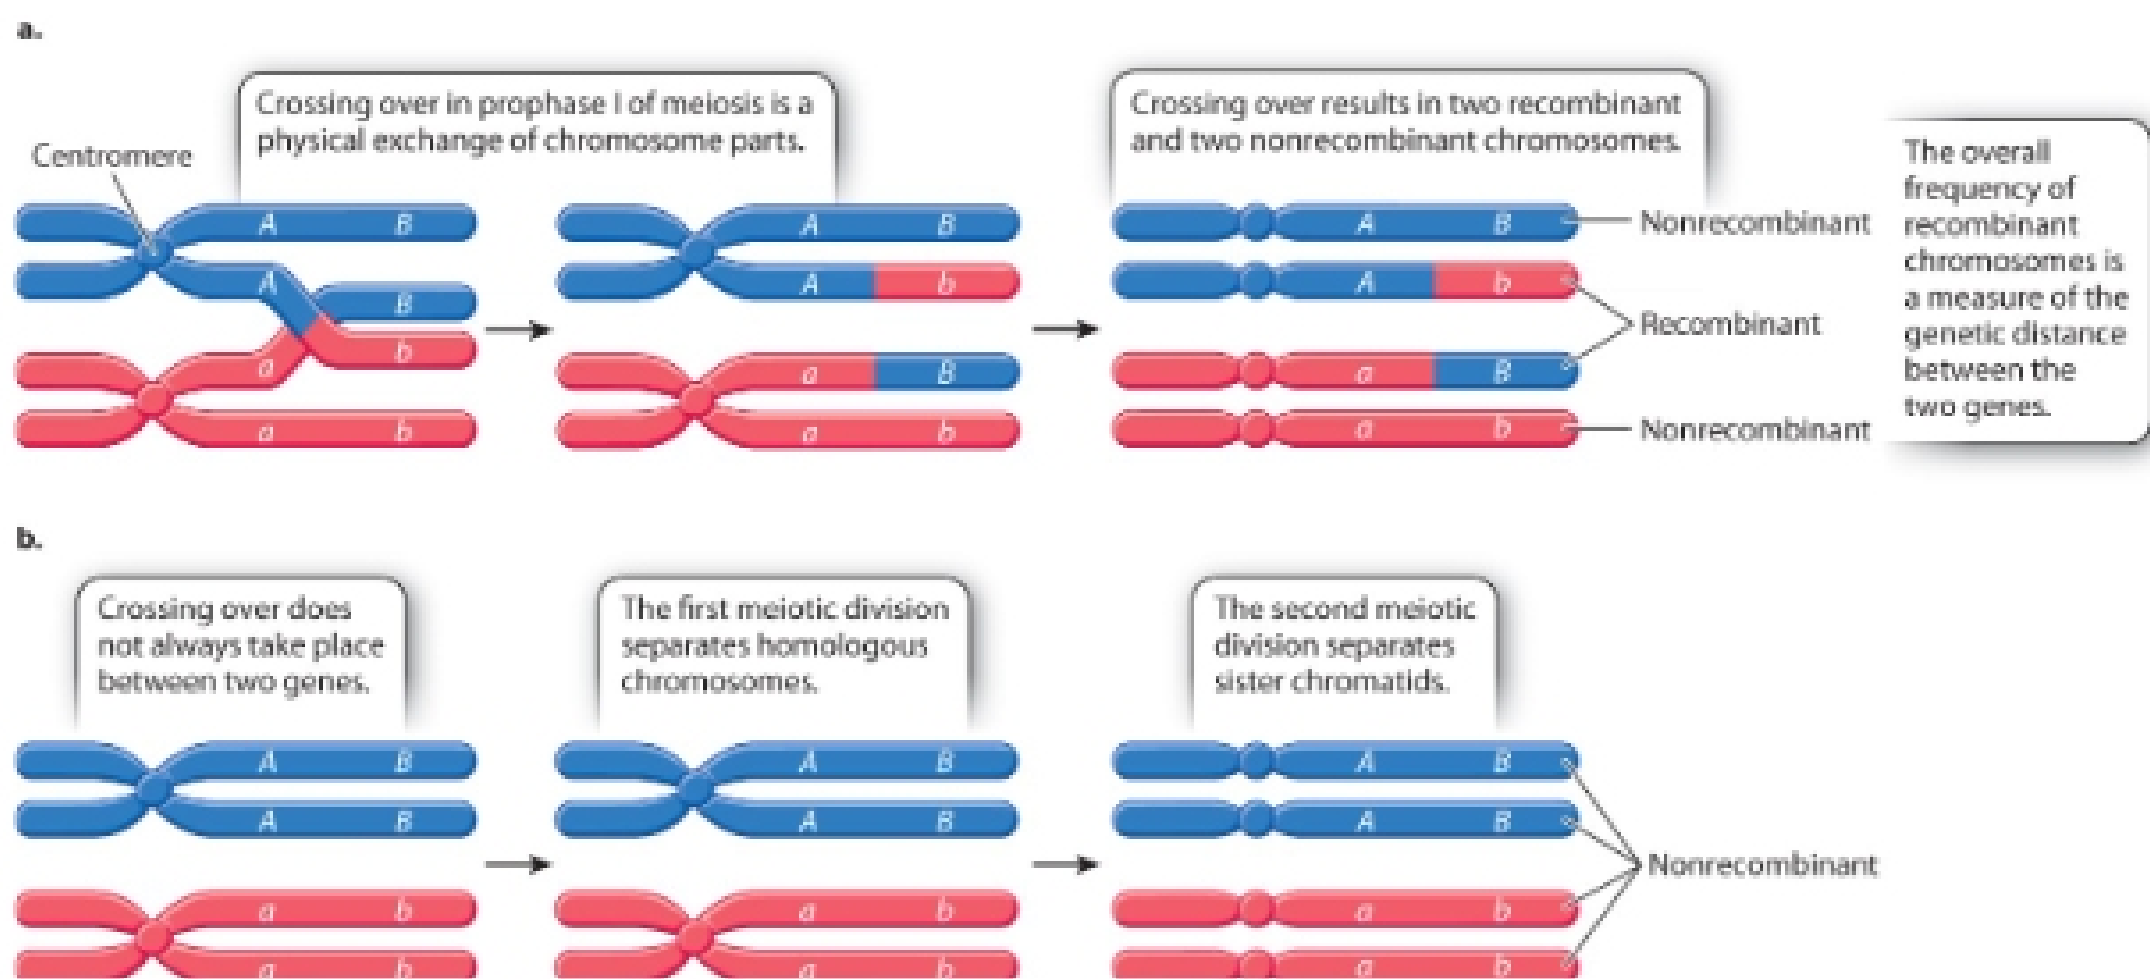 a.
Crossing over in prophase I of meiosis is a
physical exchange of chromosome parts.
Crossing over results in two recombinant
and two nonrecombinant chromosomes.
Centromere
The overall
frequency of
recombinant
chromosomes is
a measure of the
genetic distance
between the
two genes.
A B
A B
a b
a b
A B
A b
a B
a b
A B
A b
a B
a b
Nonrecombinant
Recombinant
Nonrecombinant
b.
Crossing over does
not always take place
between two genes.
The first meiotic division
separates homologous
chromosomes.
The second meiotic
division separates
sister chromatids.
A B
A B
a b
a b
A B
A B
a b
a b
A B
A B
a b
a b
Nonrecombinant